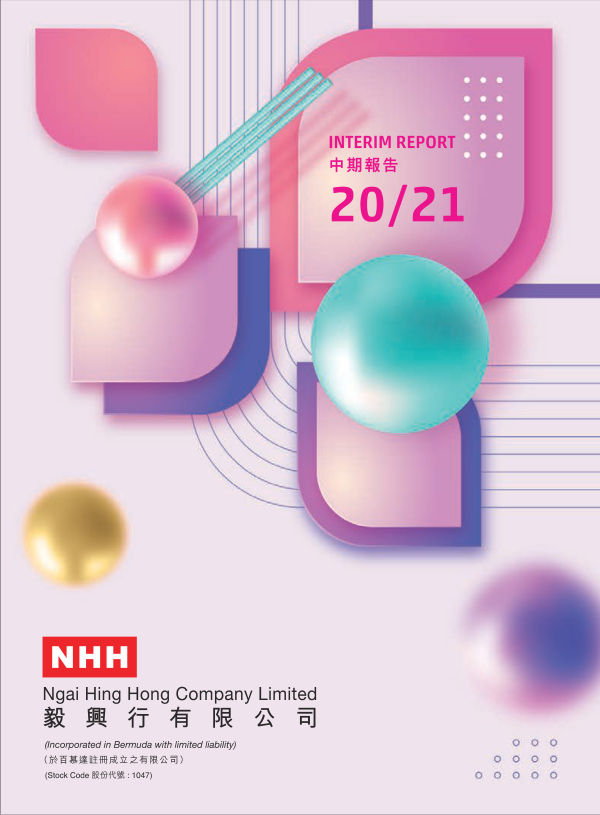 INTERIM REPORT
中期報告
20/21
NHH
Ngai Hing Hong Company Limited
毅興行有限公司
(Incorporated in Bermuda with limited liability)
(於百慕達註冊成立之有限公司)
(Stock Code 股份代號 : 1047)